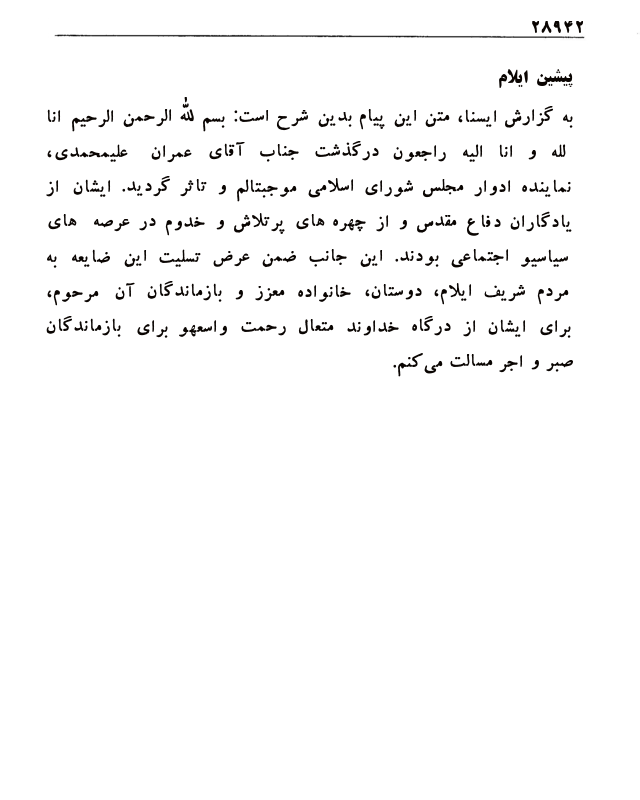 ۲۸۹۴۲
پیشین ایلام
به گزارش ایسنا، متن این پیام بدین شرح است: بسم الله الرحمن الرحیم انا
لله و انا الیه راجعون درگذشت جناب آقای عمران علیمحمدی،
نماینده ادوار مجلس شورای اسلامی موجبتالم و تاثر گردید. ایشان از
یادگاران دفاع مقدس و از چهره های پرتلاش و خدوم در عرصه های
سیاسیو اجتماعی بودند. این جانب ضمن عرض تسلیت این ضایعه به
مردم شریف ایلام، دوستان، خانواده معزز و بازماندگان آن مرحوم،
برای ایشان از درگاه خداوند متعال رحمت واسعهو برای بازماندگان
صبر و اجر مسالت می‌کنم.